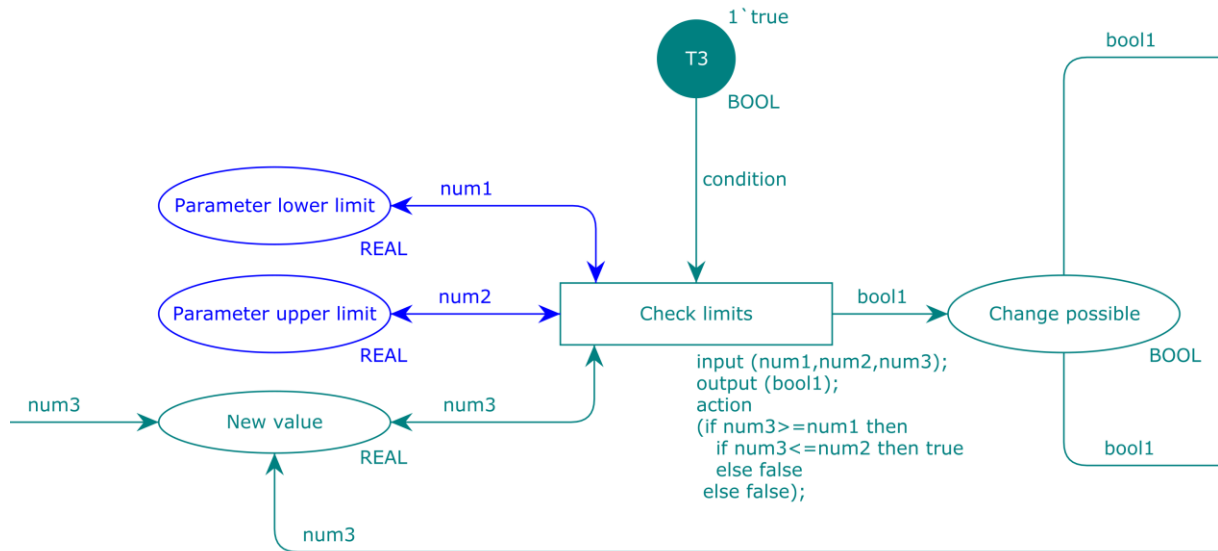 1`true
bool1
T3
BOOL
condition
num1
Parameter lower limit
REAL
num2
bool1
Parameter upper limit
Check limits
Change possible
REAL
BOOL
input (num1,num2,num3);
output (bool1);
action
(if num3>=num1 then
if num3<=num2 then true
else false
else false);
num3
num3
New value
REAL
bool1
num3